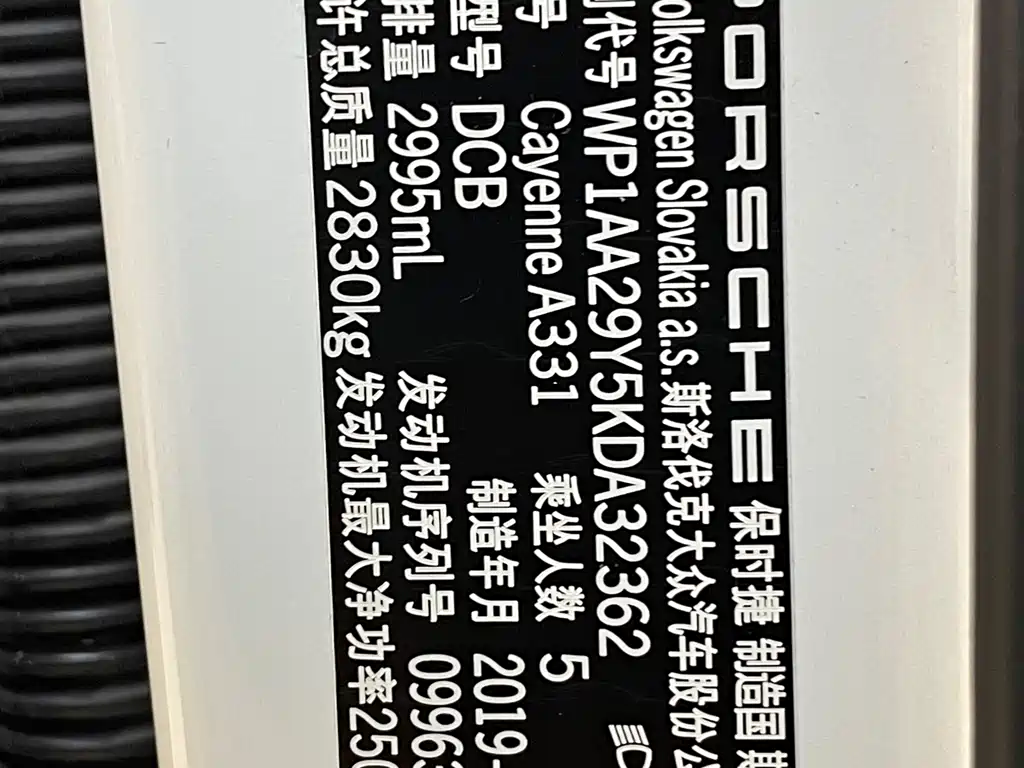 PORSCHE 保时捷 制造国
olkswagen Slovakia a.s. 斯洛伐克大众汽车股份公
代号 WP1AA29Y5KDA32362
号 Cayenne A331 乘坐人数 5
型号 DCB 制造年月 2019-
排量 2995mL 发动机序列号 09963
许总质量 2830kg 发动机最大净功率250